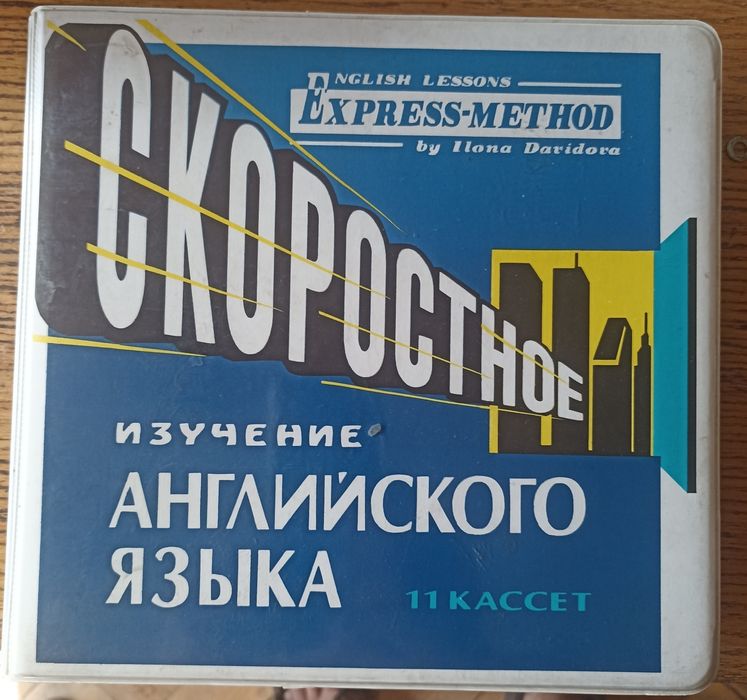 ENGLISH LESSONS
EXPRESS-METHOD
by Ilona Davidova
СКОРОСТНОЕ
ИЗУЧЕНИЕ
АНГЛИЙСКОГО
ЯЗЫКА
11 КАССЕТ